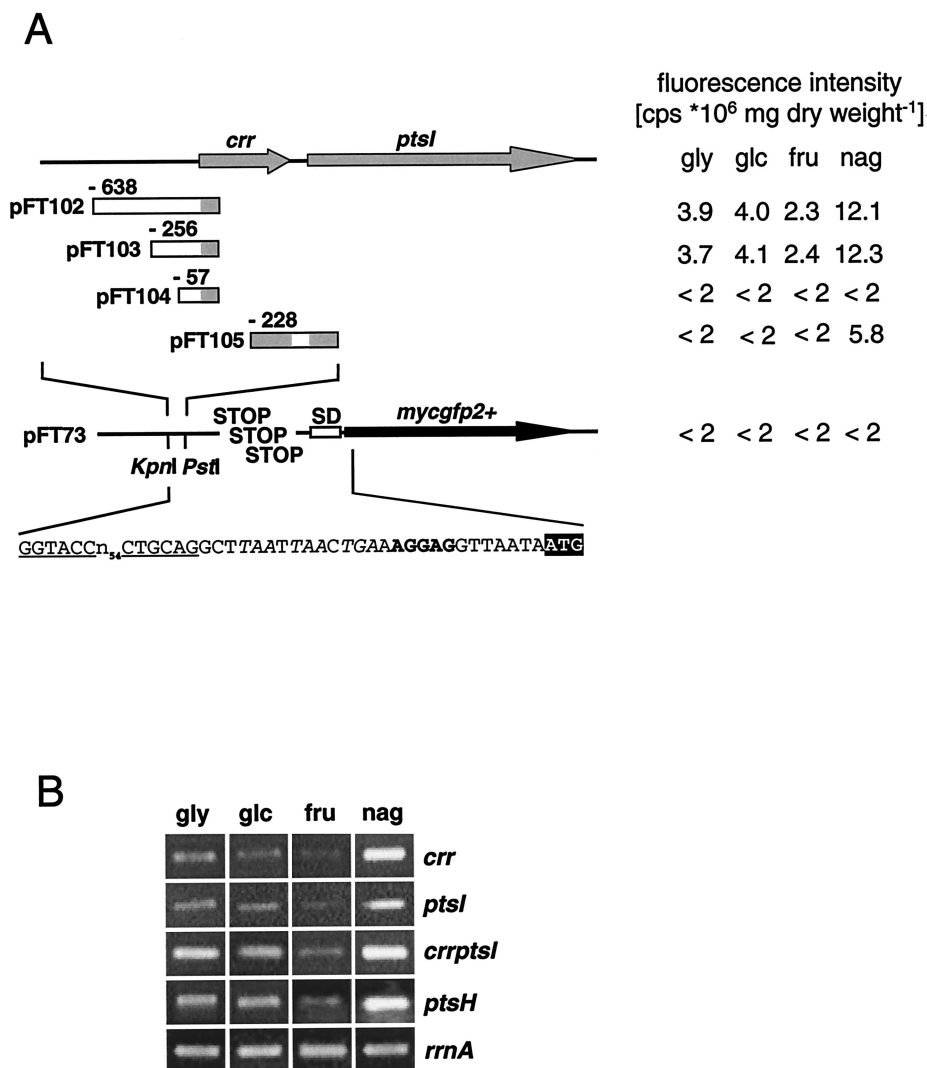 A
fluorescence intensity
[cps *10⁶ mg dry weight⁻¹]
crr ptsI
gly glc fru nag
- 638
pFT102 3.9 4.0 2.3 12.1
- 256
pFT103 3.7 4.1 2.4 12.3
- 57
pFT104 < 2 < 2 < 2 < 2
- 228
pFT105 < 2 < 2 < 2 5.8
STOP SD mycgfp2+
pFT73 STOP < 2 < 2 < 2 < 2
STOP
KpnI PstI
GGTACCn₅₄CTGCAGGCTTAATTAACTGAAAGGAGGTTAATAATG
B
gly glc fru nag
crr
ptsI
crrptsI
ptsH
rrnA